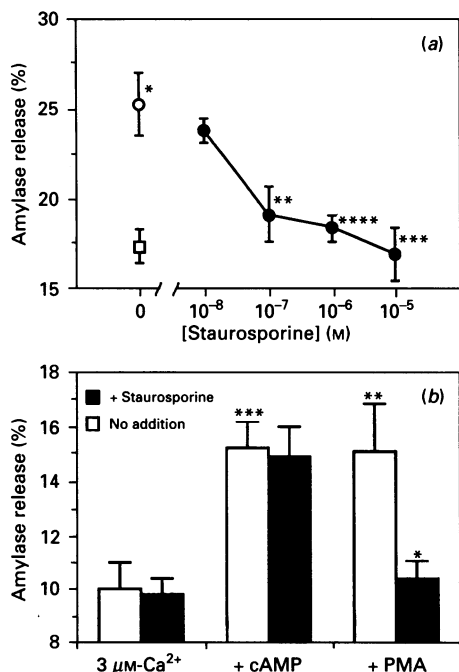 30
(a)
Amylase release (%)
25
20
15
*
**
****
***
0
10⁻⁸
10⁻⁷
10⁻⁶
10⁻⁵
[Staurosporine] (M)
18
(b)
+ Staurosporine
No addition
Amylase release (%)
16
14
12
10
8
***
**
*
3 μM-Ca²⁺
+ cAMP
+ PMA